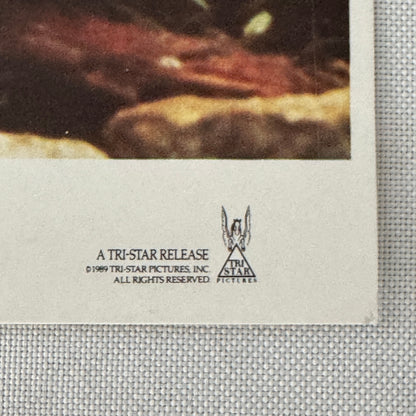 A TRI-STAR RELEASE
©1989 TRI-STAR PICTURES, INC.
ALL RIGHTS RESERVED.
TRI
STAR
PICTURES